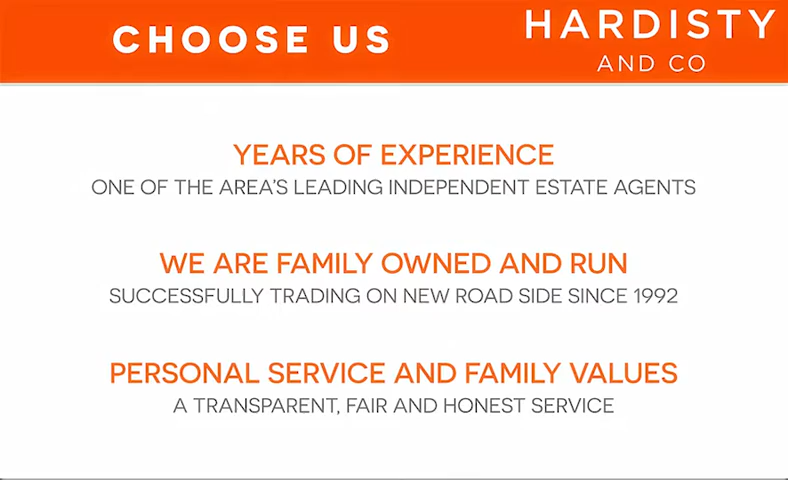 CHOOSE US
HARDISTY
AND CO
YEARS OF EXPERIENCE
ONE OF THE AREA'S LEADING INDEPENDENT ESTATE AGENTS
WE ARE FAMILY OWNED AND RUN
SUCCESSFULLY TRADING ON NEW ROAD SIDE SINCE 1992
PERSONAL SERVICE AND FAMILY VALUES
A TRANSPARENT, FAIR AND HONEST SERVICE